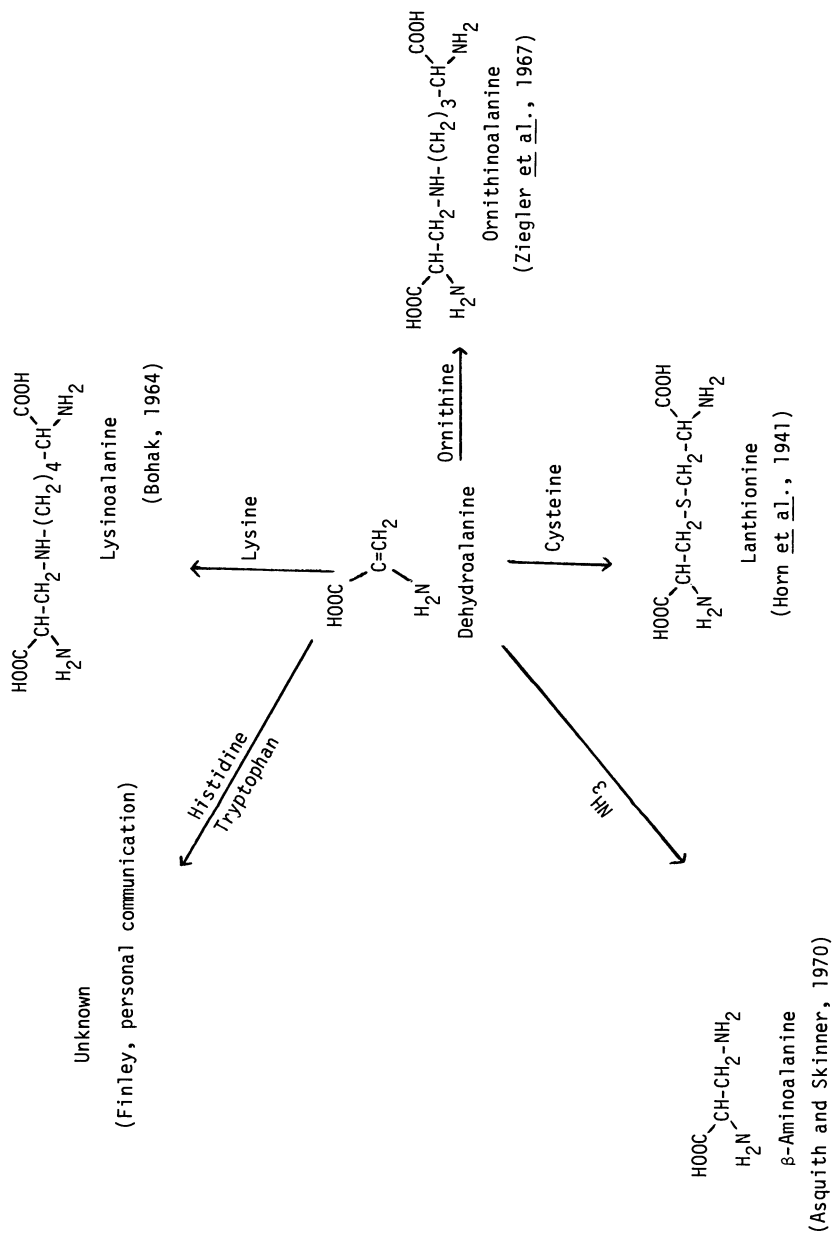 HOOC COOH
CH-CH2-NH-(CH2)4-CH
H2N NH2
Unknown
Lysinoalanine
(Finley, personal communication)
(Bohak, 1964)
Histidine
Tryptophan
Lysine
HOOC
C=CH2
H2N
Dehydroalanine
Ornithine
HOOC COOH
CH-CH2-NH-(CH2)3-CH
H2N NH2
Ornithinoalanine
(Ziegler et al., 1967)
NH3
Cysteine
HOOC
CH-CH2-NH2
H2N
β-Aminoalanine
(Asquith and Skinner, 1970)
HOOC COOH
CH-CH2-S-CH2-CH
H2N NH2
Lanthionine
(Horn et al., 1941)